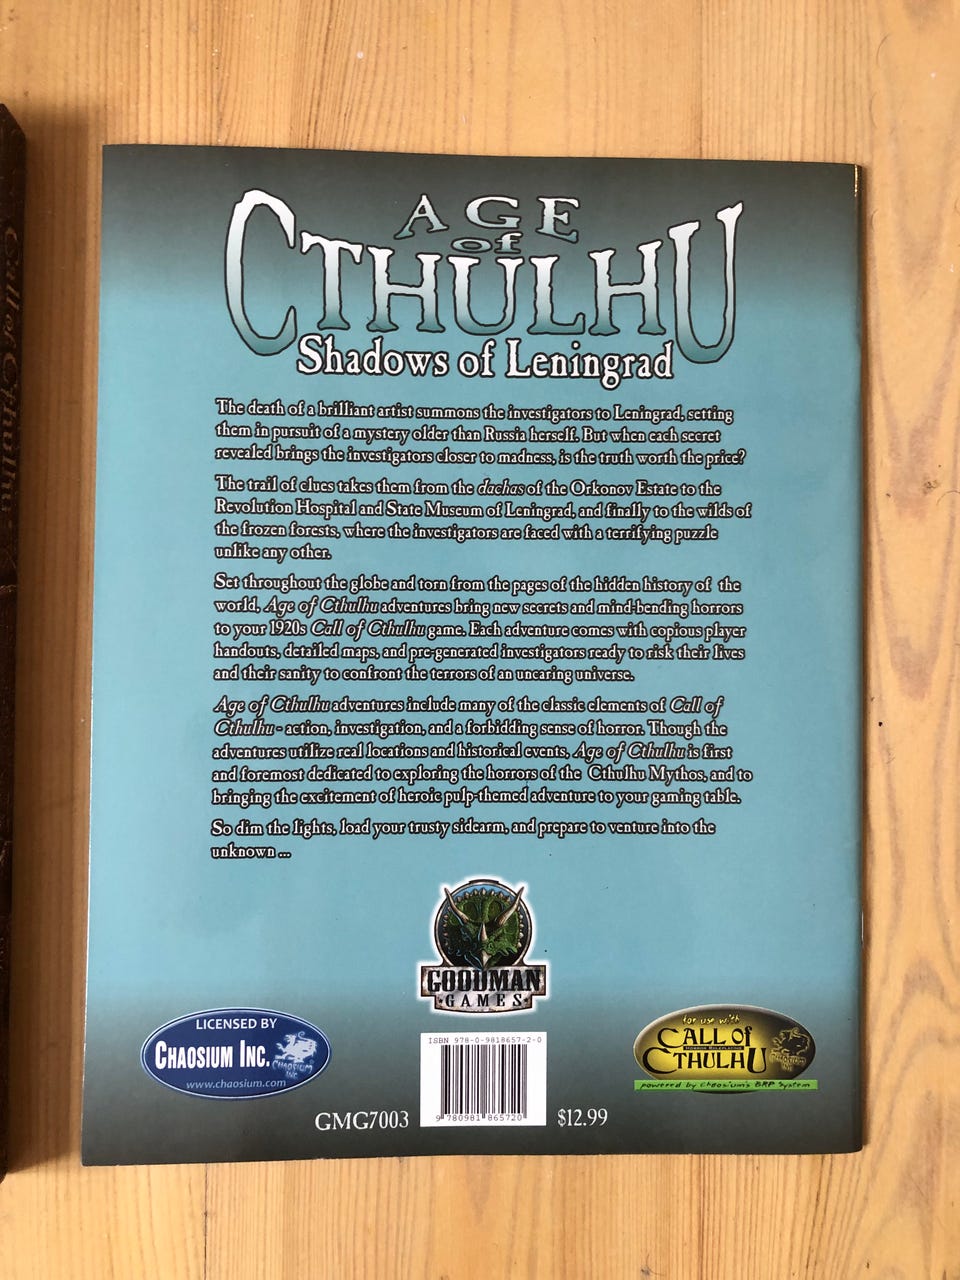 AGE
of
CTHULHU
Shadows of Leningrad
The death of a brilliant artist summons the investigators to Leningrad, setting
them in pursuit of a mystery older than Russia herself. But when each secret
revealed brings the investigators closer to madness, is the truth worth the price?
The trail of clues takes them from the dachas of the Orkonov Estate to the
Revolution Hospital and State Museum of Leningrad, and finally to the wilds of
the frozen forests, where the investigators are faced with a terrifying puzzle
unlike any other.
Set throughout the globe and torn from the pages of the hidden history of the
world, Age of Cthulhu adventures bring new secrets and mind-bending horrors
to your 1920s Call of Cthulhu game. Each adventure comes with copious player
handouts, detailed maps, and pre-generated investigators ready to risk their lives
and their sanity to confront the terrors of an uncaring universe.
Age of Cthulhu adventures include many of the classic elements of Call of
Cthulhu - action, investigation, and a forbidding sense of horror. Though the
adventures utilize real locations and historical events, Age of Cthulhu is first
and foremost dedicated to exploring the horrors of the Cthulhu Mythos, and to
bringing the excitement of heroic pulp-themed adventure to your gaming table.
So dim the lights, load your trusty sidearm, and prepare to venture into the
unknown ...
GOODMAN
GAMES
LICENSED BY
CHAOSIUM INC.
CHAOSIUM
INC
www.chaosium.com
ISBN 978-0-9818657-2-0
9 780981 865720
GMG7003
$12.99
for use with
CALL of
HORROR ROLEPLAYING
CTHULHU
CHAOSIUM
INC
powered by Chaosium's BRP System
Call of Cthulhu